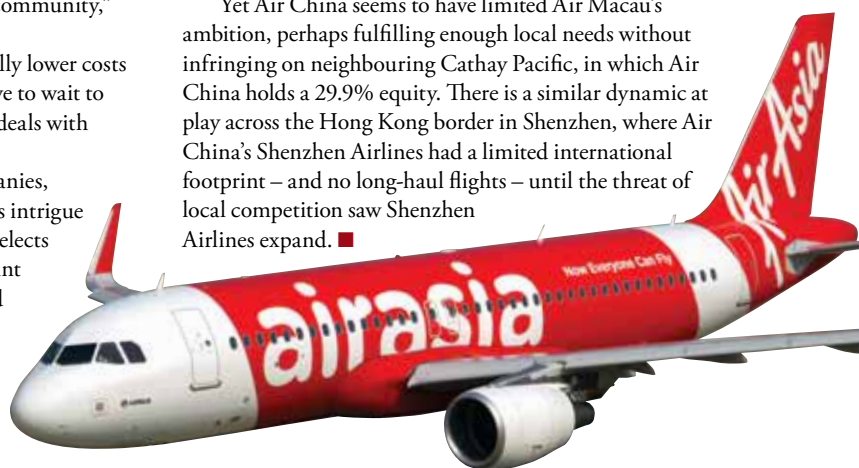 ommunity,"
lly lower costs
ve to wait to
deals with
anies,
s intrigue
elects
nt
d
Yet Air China seems to have limited Air Macau's
ambition, perhaps fulfilling enough local needs without
infringing on neighbouring Cathay Pacific, in which Air
China holds a 29.9% equity. There is a similar dynamic at
play across the Hong Kong border in Shenzhen, where Air
China's Shenzhen Airlines had a limited international
footprint – and no long-haul flights – until the threat of
local competition saw Shenzhen
Airlines expand. ■
AirAsia
Now Everyone Can Fly
airasia